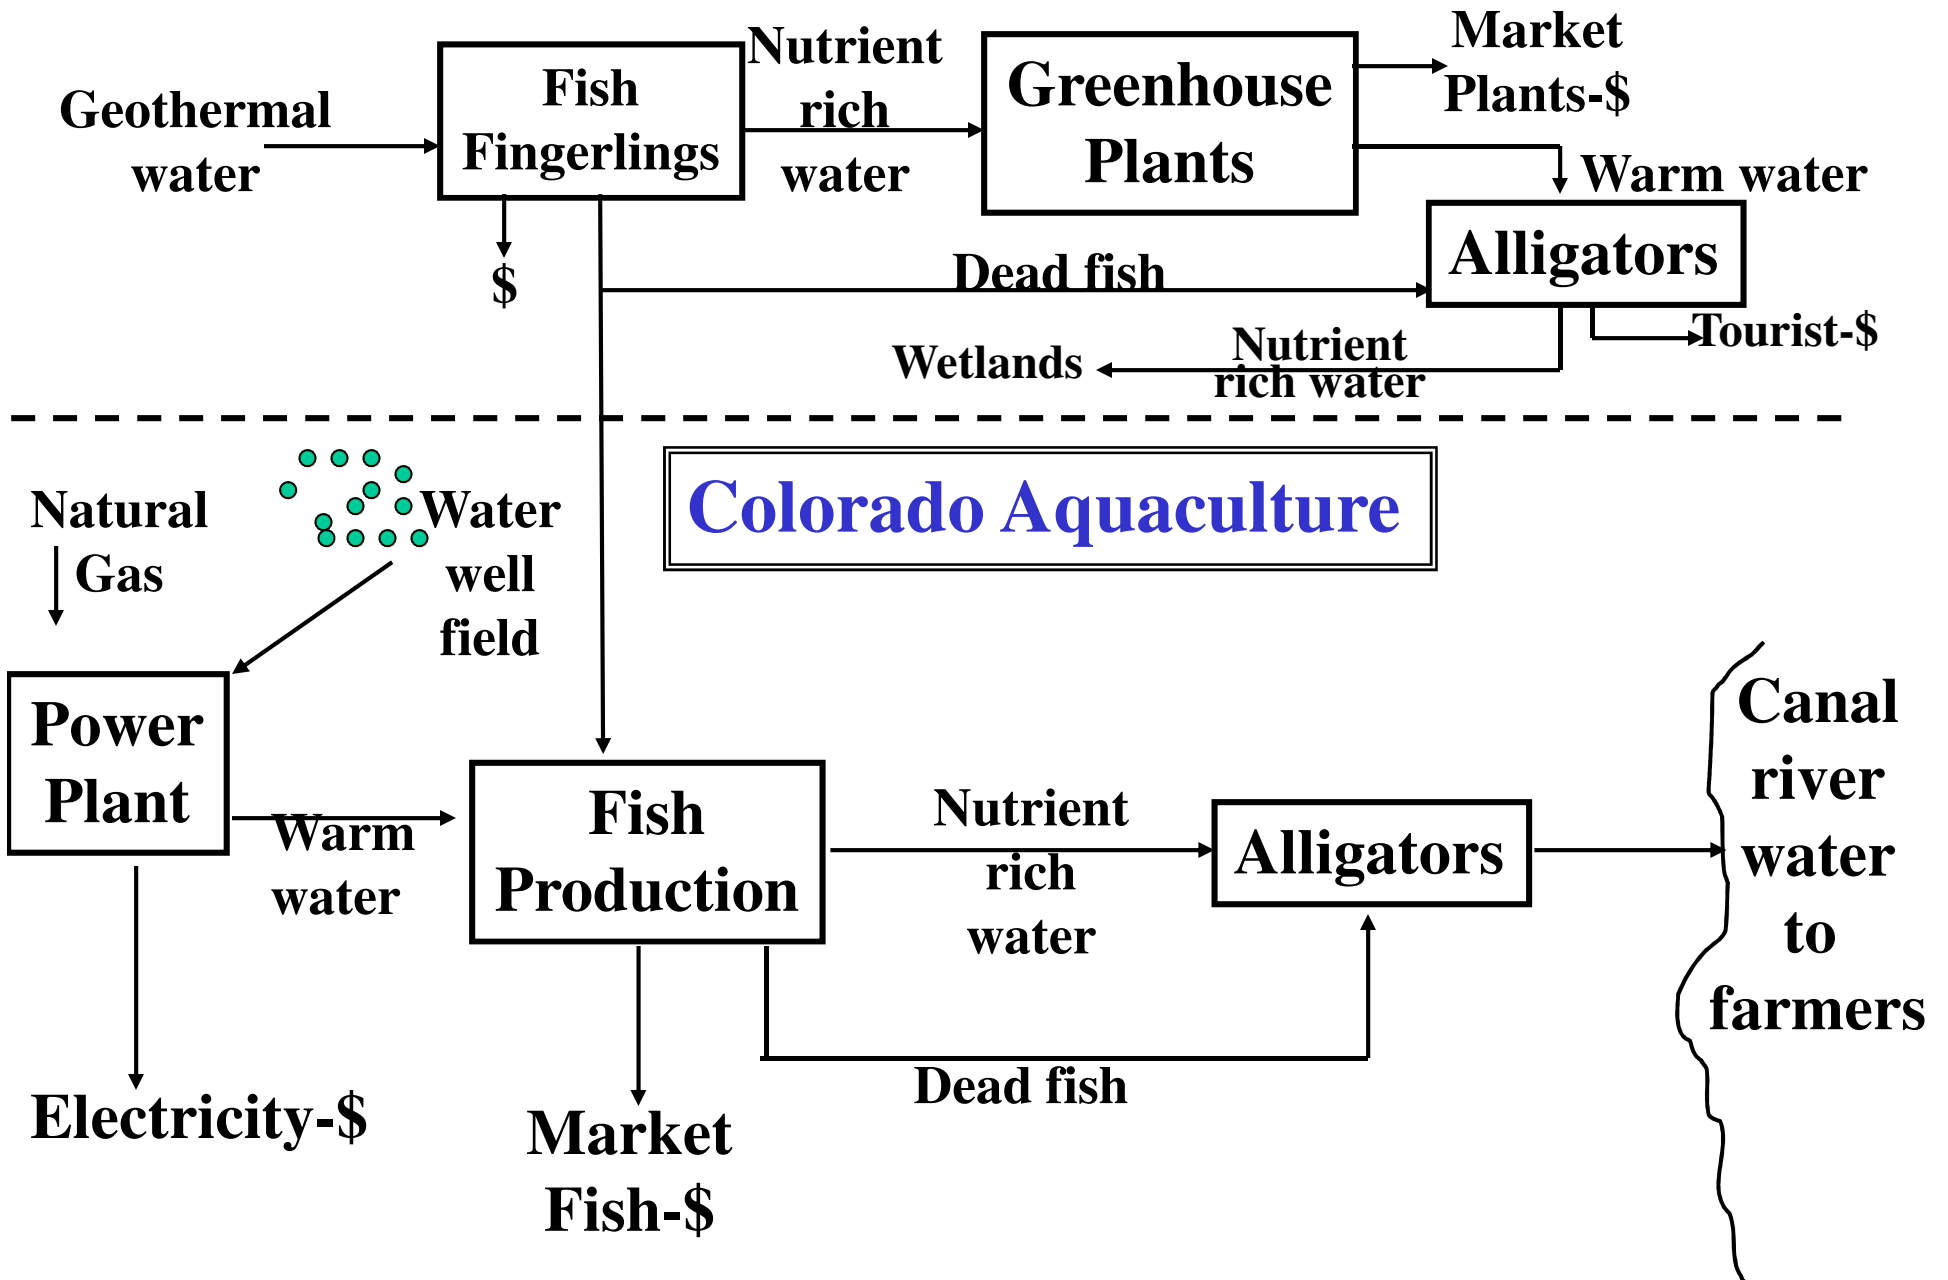 Geothermal
water
Fish
Fingerlings
$
Nutrient
rich
water
Greenhouse
Plants
Market
Plants-$
Warm water
Alligators
Dead fish
Tourist-$
Nutrient
rich water
Wetlands
Colorado Aquaculture
Natural
Gas
Water
well
field
Power
Plant
Warm
water
Electricity-$
Fish
Production
Market
Fish-$
Nutrient
rich
water
Dead fish
Alligators
Canal
river
water
to
farmers